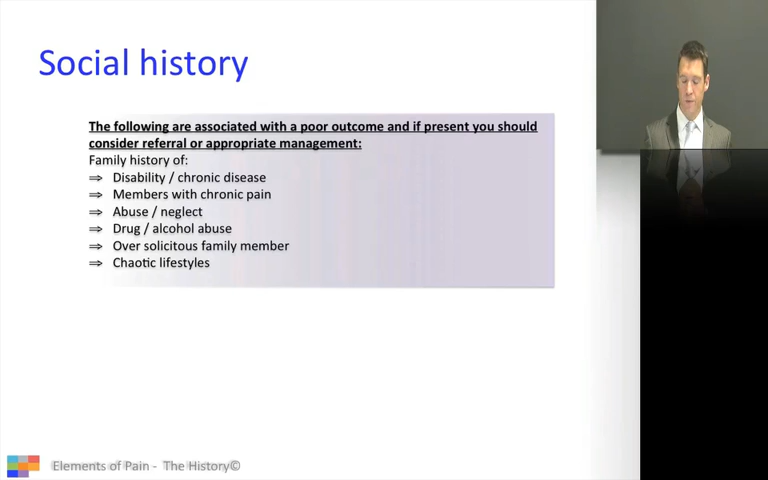 Social history
The following are associated with a poor outcome and if present you should
consider referral or appropriate management:
Family history of:
⇒ Disability / chronic disease
⇒ Members with chronic pain
⇒ Abuse / neglect
⇒ Drug / alcohol abuse
⇒ Over solicitous family member
⇒ Chaotic lifestyles
Elements of Pain - The History©